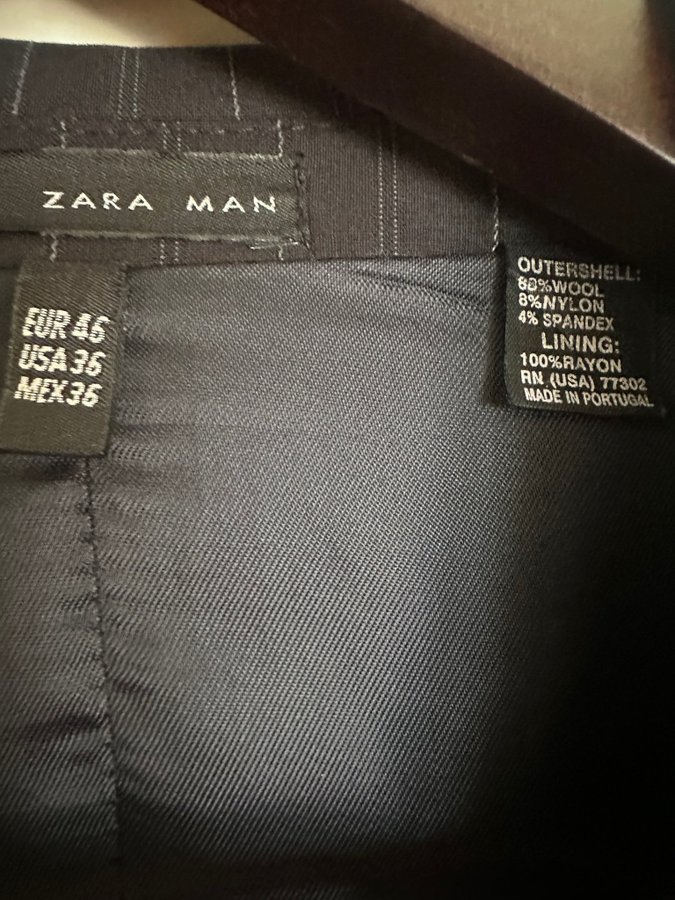 ZARA MAN
EUR 46
USA 36
MEX 36
OUTERSHELL:
88%WOOL
8%NYLON
4% SPANDEX
LINING:
100%RAYON
RN (USA) 77302
MADE IN PORTUGAL